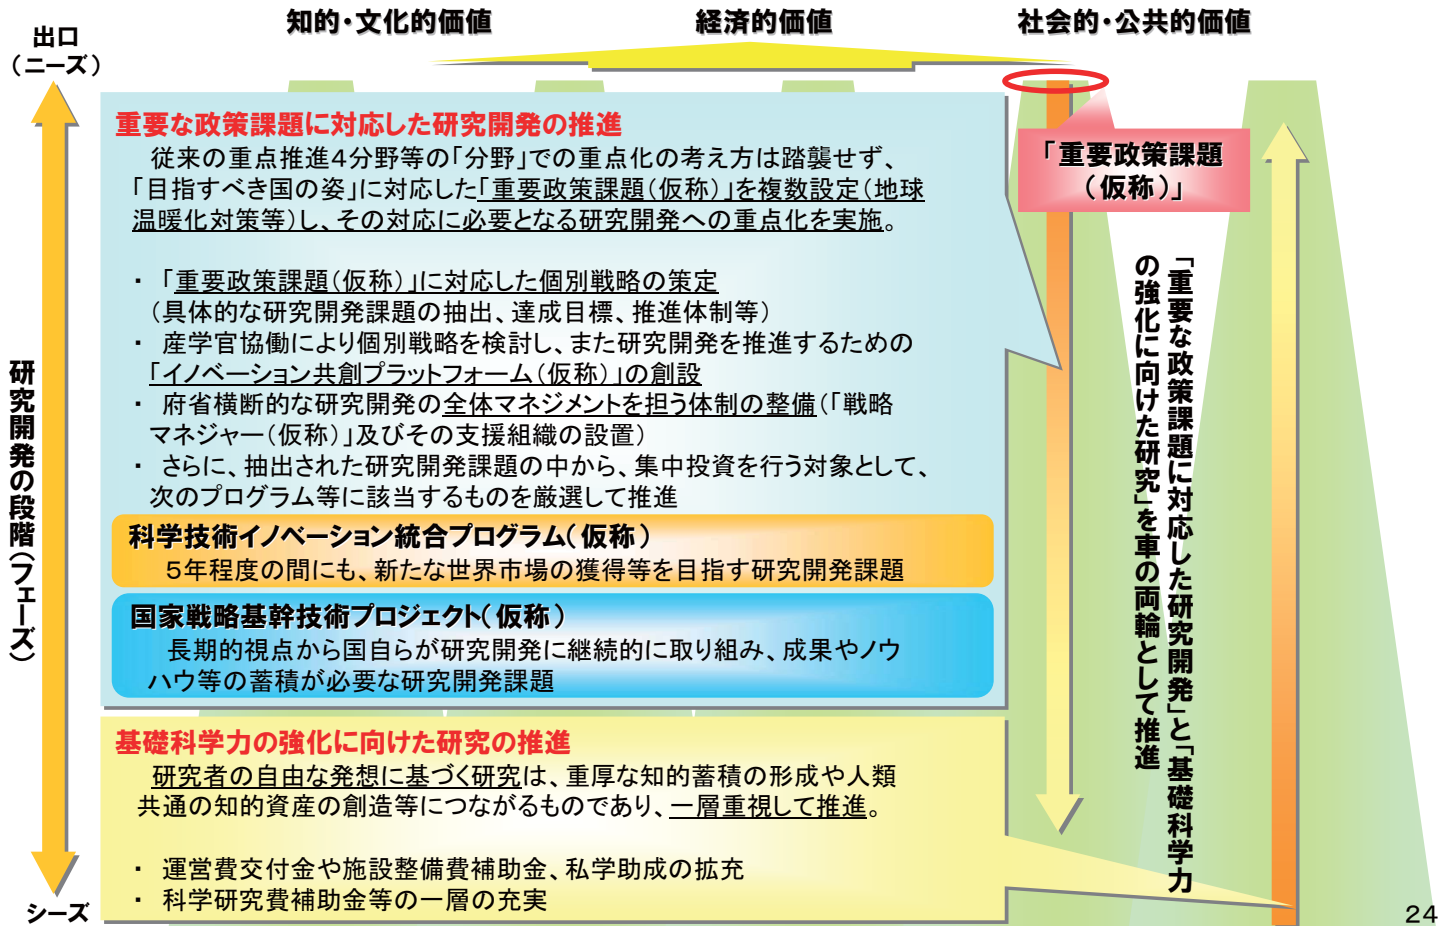 知的・文化的価値
経済的価値
社会的・公共的価値
出口
（ニーズ）
研究開発の段階（フェーズ）
シーズ
重要な政策課題に対応した研究開発の推進
従来の重点推進４分野等の「分野」での重点化の考え方は踏襲せず、
「目指すべき国の姿」に対応した「重要政策課題（仮称）」を複数設定（地球
温暖化対策等）し、その対応に必要となる研究開発への重点化を実施。
・ 「重要政策課題（仮称）」に対応した個別戦略の策定
（具体的な研究開発課題の抽出、達成目標、推進体制等）
・ 産学官協働により個別戦略を検討し、また研究開発を推進するための
「イノベーション共創プラットフォーム（仮称）」の創設
・ 府省横断的な研究開発の全体マネジメントを担う体制の整備（「戦略
マネジャー（仮称）」及びその支援組織の設置）
・ さらに、抽出された研究開発課題の中から、集中投資を行う対象として、
次のプログラム等に該当するものを厳選して推進
科学技術イノベーション統合プログラム（仮称）
５年程度の間にも、新たな世界市場の獲得等を目指す研究開発課題
国家戦略基幹技術プロジェクト（仮称）
長期的視点から国自らが研究開発に継続的に取り組み、成果やノウ
ハウ等の蓄積が必要な研究開発課題
基礎科学力の強化に向けた研究の推進
研究者の自由な発想に基づく研究は、重厚な知的蓄積の形成や人類
共通の知的資産の創造等につながるものであり、一層重視して推進。
・ 運営費交付金や施設整備費補助金、私学助成の拡充
・ 科学研究費補助金等の一層の充実
「重要政策課題
（仮称）」
「重要な政策課題に対応した研究開発」と「基礎科学力
の強化に向けた研究」を車の両輪として推進
24